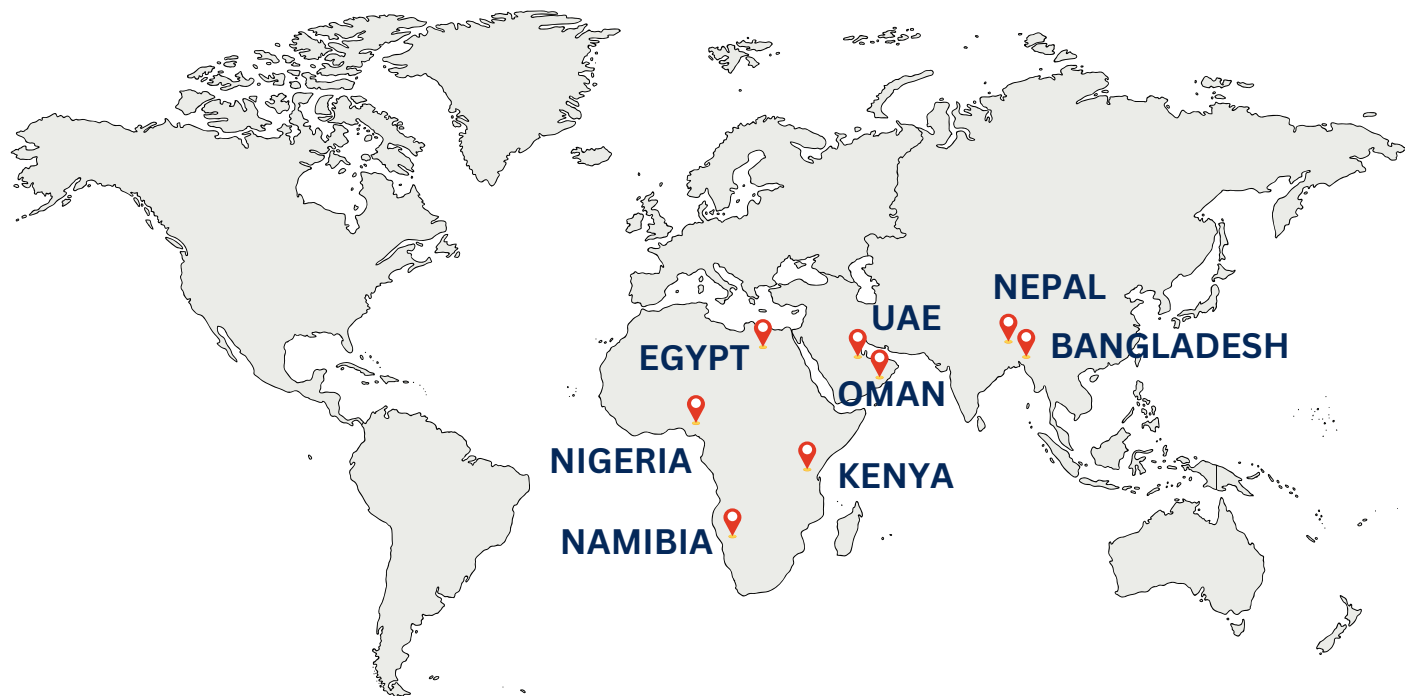 NEPAL
UAE
BANGLADESH
EGYPT
OMAN
NIGERIA
KENYA
NAMIBIA